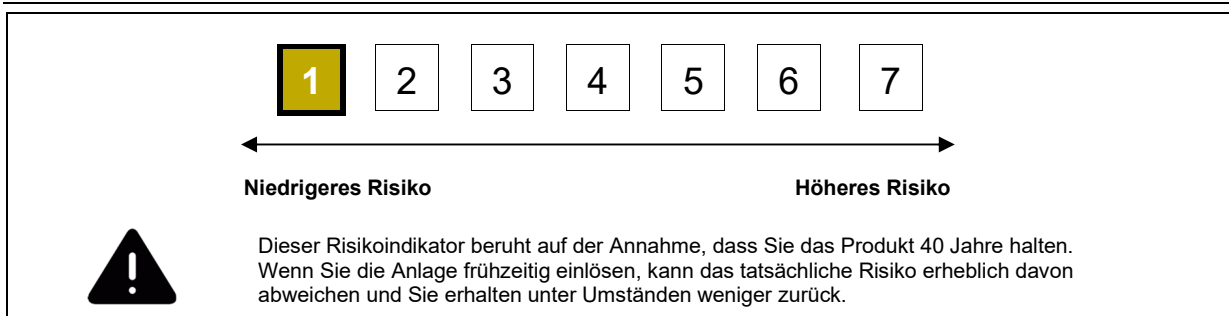 1 2 3 4 5 6 7
Niedrigeres Risiko Höheres Risiko
Dieser Risikoindikator beruht auf der Annahme, dass Sie das Produkt 40 Jahre halten.
Wenn Sie die Anlage frühzeitig einlösen, kann das tatsächliche Risiko erheblich davon
abweichen und Sie erhalten unter Umständen weniger zurück.